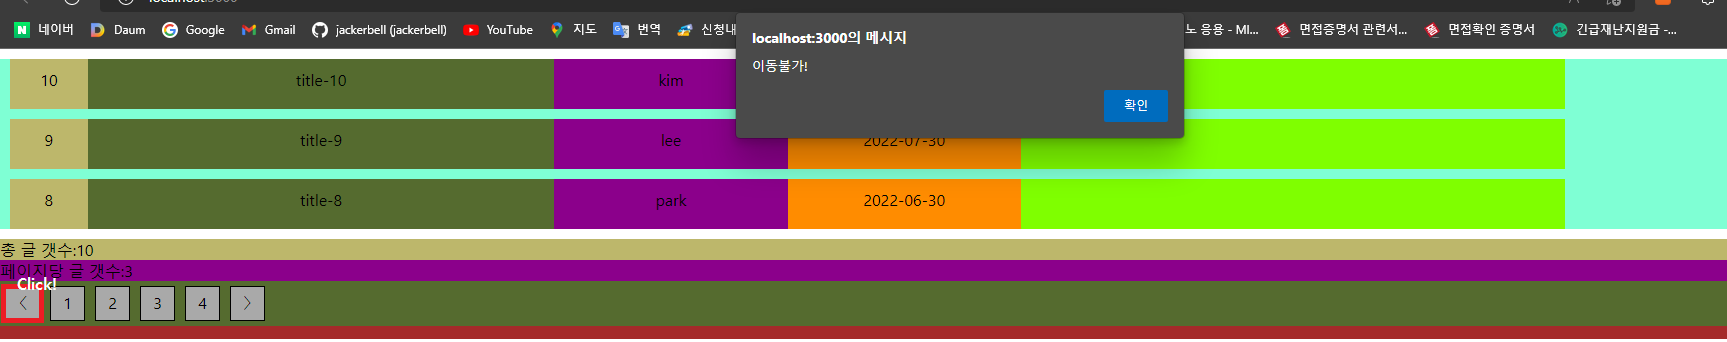 localhost:3000
네이버 Daum Google Gmail jackerbell (jackerbell) YouTube 지도 번역 신청내 노 응용 - MI... 면접증명서 관련서... 면접확인 증명서 긴급재난지원금 -...
localhost:3000의 메시지
이동불가!
확인
10 title-10 kim
9 title-9 lee 2022-07-30
8 title-8 park 2022-06-30
총 글 갯수:10
페이지당 글 갯수:3
Click!
〈 1 2 3 4 〉